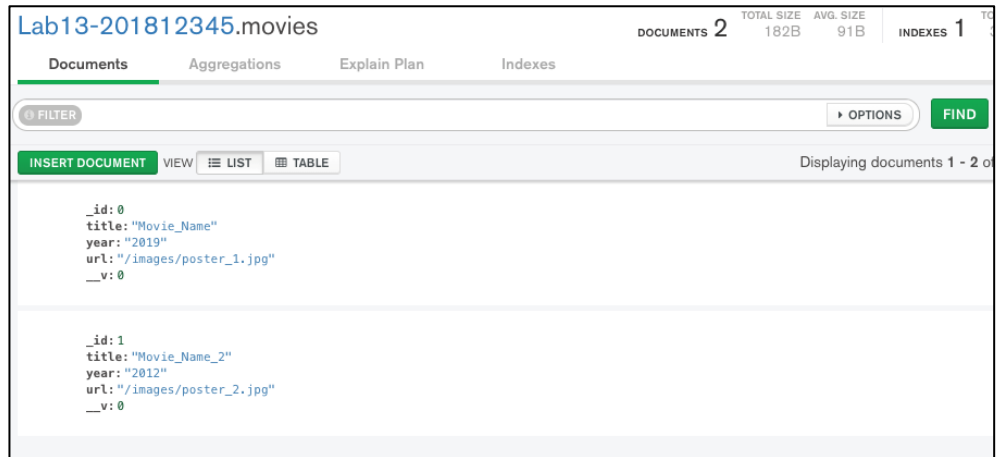 Lab13-201812345.movies
DOCUMENTS 2
TOTAL SIZE 182B
AVG. SIZE 91B
INDEXES 1
Documents Aggregations Explain Plan Indexes
FILTER
OPTIONS
FIND
INSERT DOCUMENT VIEW LIST TABLE
Displaying documents 1 - 2
_id: 0
title: "Movie_Name"
year: "2019"
url: "/images/poster_1.jpg"
__v: 0
_id: 1
title: "Movie_Name_2"
year: "2012"
url: "/images/poster_2.jpg"
__v: 0